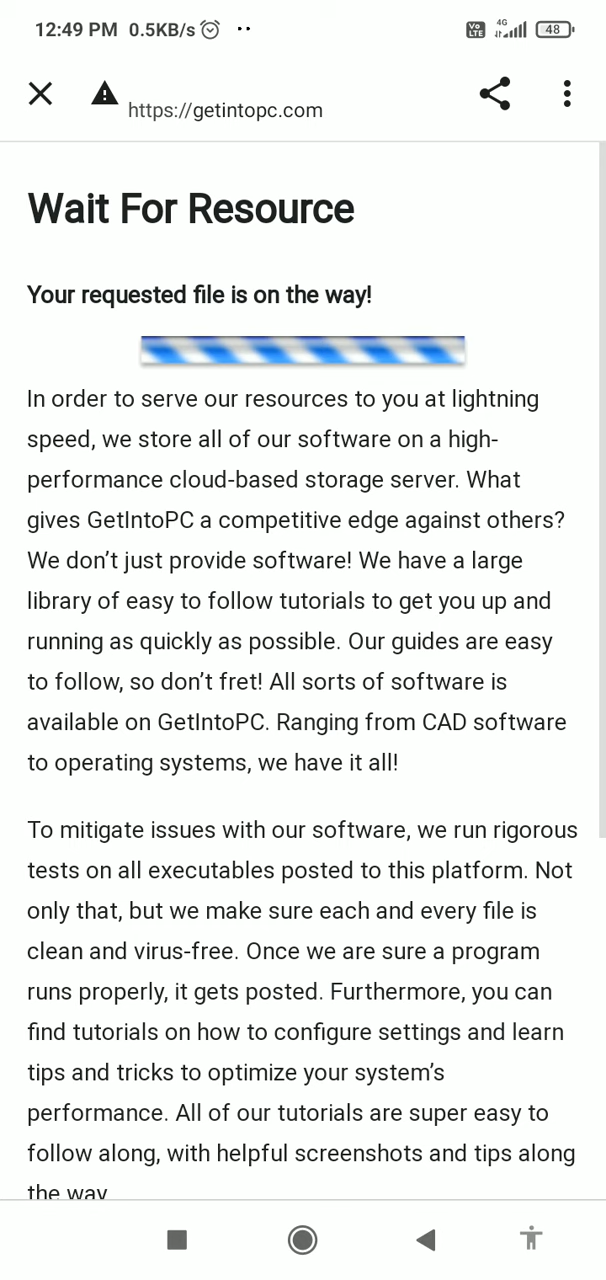 12:49 PM 0.5KB/s
Vo LTE 4G 48
https://getintopc.com
Wait For Resource
Your requested file is on the way!
In order to serve our resources to you at lightning
speed, we store all of our software on a high-
performance cloud-based storage server. What
gives GetIntoPC a competitive edge against others?
We don’t just provide software! We have a large
library of easy to follow tutorials to get you up and
running as quickly as possible. Our guides are easy
to follow, so don’t fret! All sorts of software is
available on GetIntoPC. Ranging from CAD software
to operating systems, we have it all!
To mitigate issues with our software, we run rigorous
tests on all executables posted to this platform. Not
only that, but we make sure each and every file is
clean and virus-free. Once we are sure a program
runs properly, it gets posted. Furthermore, you can
find tutorials on how to configure settings and learn
tips and tricks to optimize your system’s
performance. All of our tutorials are super easy to
follow along, with helpful screenshots and tips along
the way